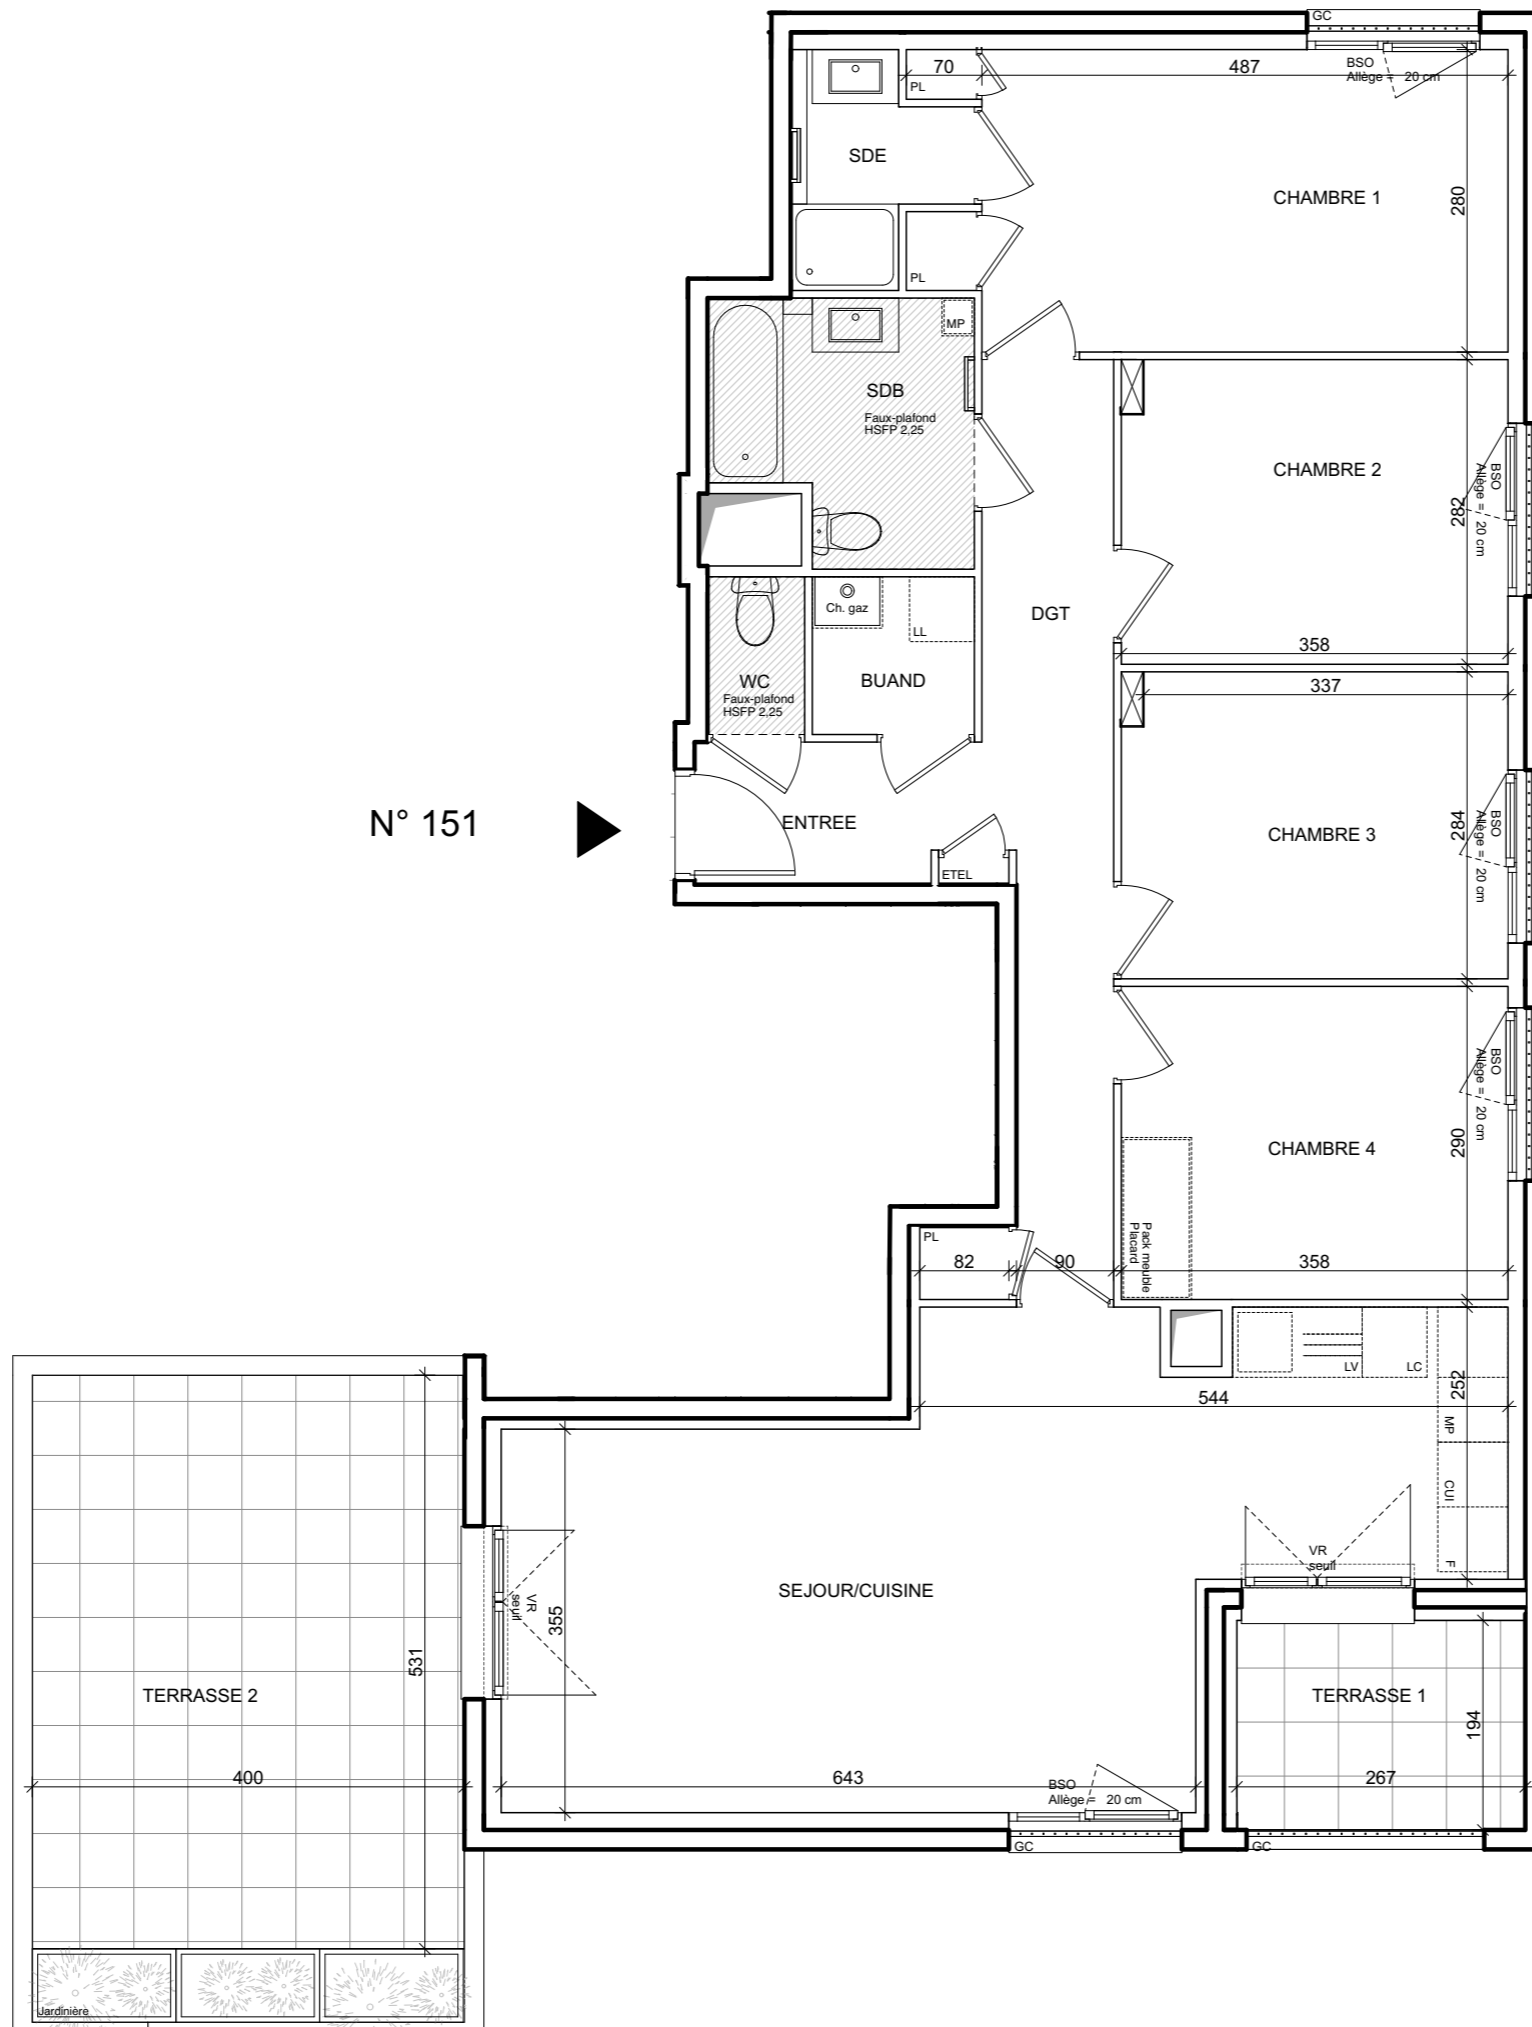 GC
BSO
Allège = 20 cm
70
487
PL
SDE
CHAMBRE 1
280
PL
MP
SDB
Faux-plafond
HSFP 2,25
CHAMBRE 2
BSO
Allège = 20 cm
282
Ch. gaz
LL
DGT
358
WC
Faux-plafond
HSFP 2,25
BUAND
337
N° 151
ENTREE
CHAMBRE 3
284
BSO
Allège = 20 cm
ETEL
BSO
Allège = 20 cm
CHAMBRE 4
290
Pack meuble
Placard
PL
82
90
358
LV
LC
252
544
MP
CUI
F
VR
seuil
SEJOUR/CUISINE
VR
seuil
355
531
TERRASSE 2
TERRASSE 1
194
400
643
BSO
Allège = 20 cm
267
GC
GC
Jardinière